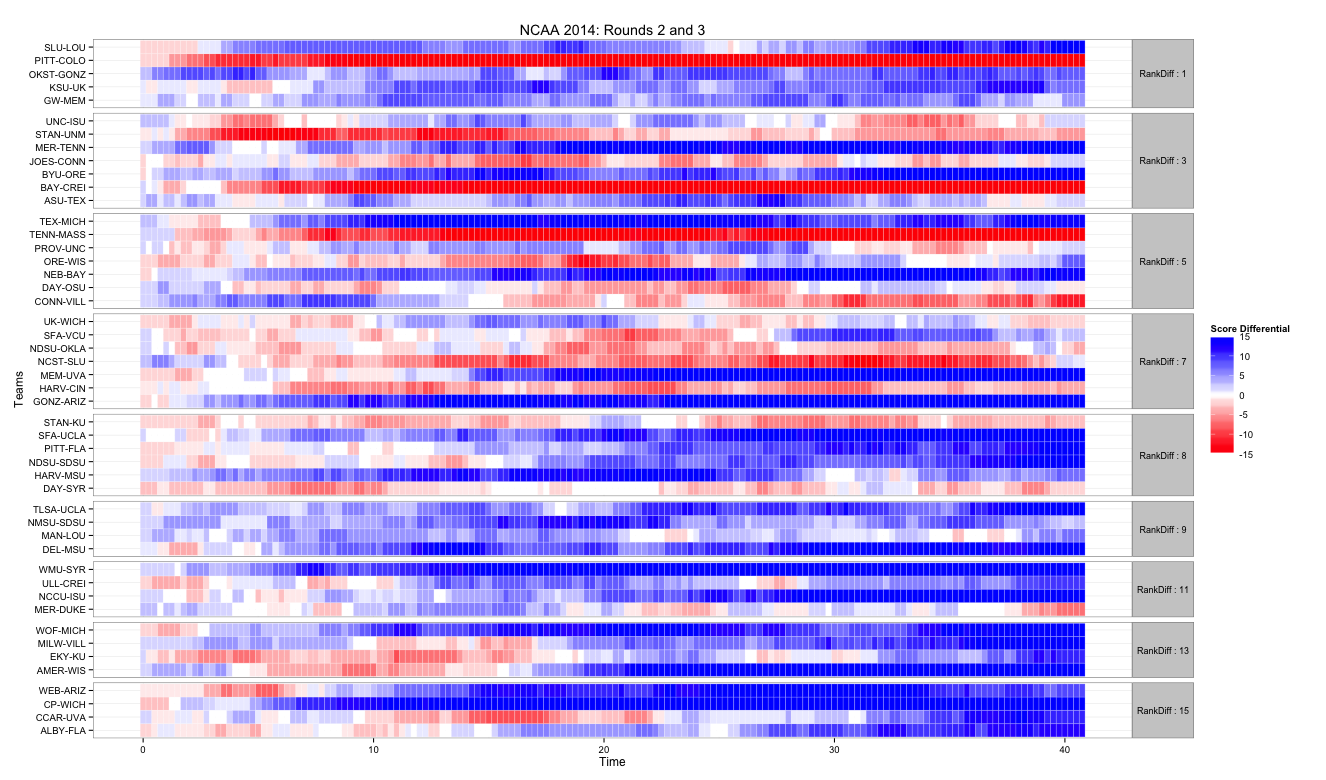 NCAA 2014: Rounds 2 and 3
SLU-LOU
PITT-COLO
OKST-GONZ
KSU-UK
GW-MEM
RankDiff : 1
UNC-ISU
STAN-UNM
MER-TENN
JOES-CONN
BYU-ORE
BAY-CREI
ASU-TEX
RankDiff : 3
TEX-MICH
TENN-MASS
PROV-UNC
ORE-WIS
NEB-BAY
DAY-OSU
CONN-VILL
RankDiff : 5
UK-WICH
SFA-VCU
NDSU-OKLA
NCST-SLU
MEM-UVA
HARV-CIN
GONZ-ARIZ
RankDiff : 7
STAN-KU
SFA-UCLA
PITT-FLA
NDSU-SDSU
HARV-MSU
DAY-SYR
RankDiff : 8
TLSA-UCLA
NMSU-SDSU
MAN-LOU
DEL-MSU
RankDiff : 9
WMU-SYR
ULL-CREI
NCCU-ISU
MER-DUKE
RankDiff : 11
WOF-MICH
MILW-VILL
EKY-KU
AMER-WIS
RankDiff : 13
WEB-ARIZ
CP-WICH
CCAR-UVA
ALBY-FLA
RankDiff : 15
0 10 20 30 40
Time
Teams
Score Differential
15
10
5
0
-5
-10
-15